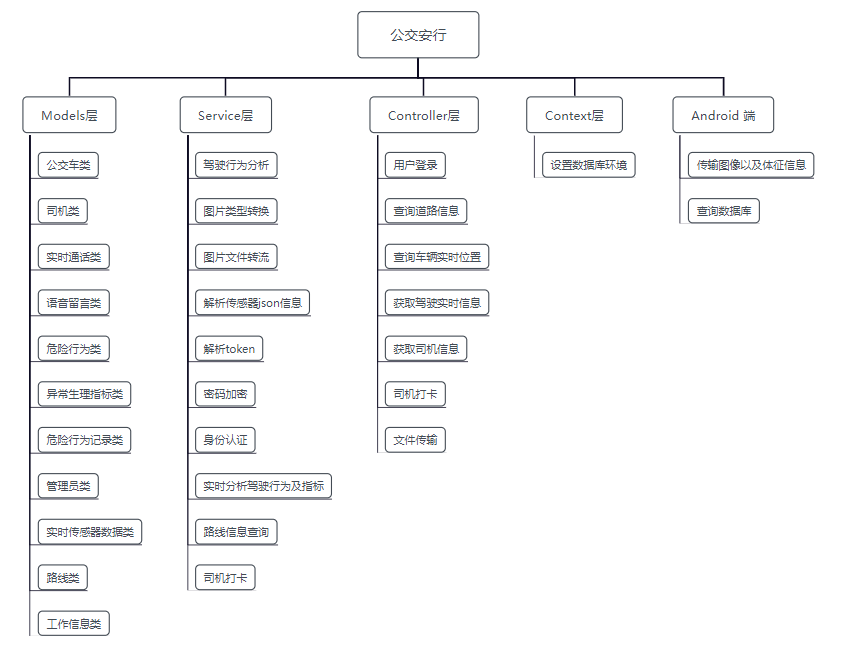 公交安行
Models层
公交车类
司机类
实时通话类
语音留言类
危险行为类
异常生理指标类
危险行为记录类
管理员类
实时传感器数据类
路线类
工作信息类
Service层
驾驶行为分析
图片类型转换
图片文件转流
解析传感器json信息
解析token
密码加密
身份认证
实时分析驾驶行为及指标
路线信息查询
司机打卡
Controller层
用户登录
查询道路信息
查询车辆实时位置
获取驾驶实时信息
获取司机信息
司机打卡
文件传输
Context层
设置数据库环境
Android 端
传输图像以及体征信息
查询数据库